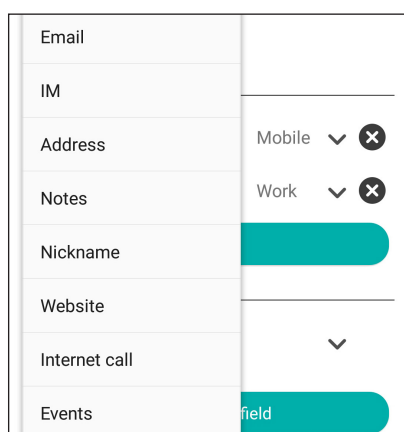 Email
IM
Address
Mobile
Notes
Work
Nickname
Website
Internet call
Events
field